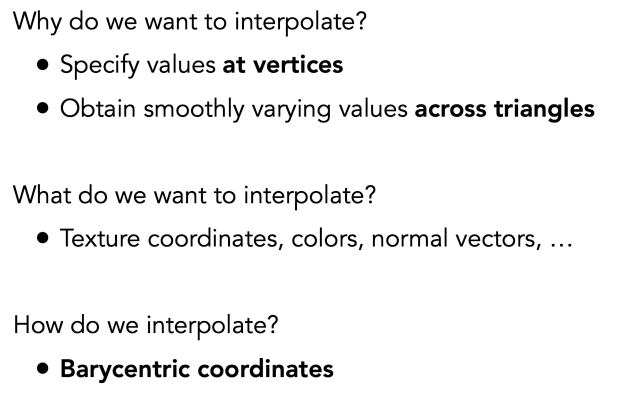 Why do we want to interpolate?
• Specify values at vertices
• Obtain smoothly varying values across triangles
What do we want to interpolate?
• Texture coordinates, colors, normal vectors, …
How do we interpolate?
• Barycentric coordinates